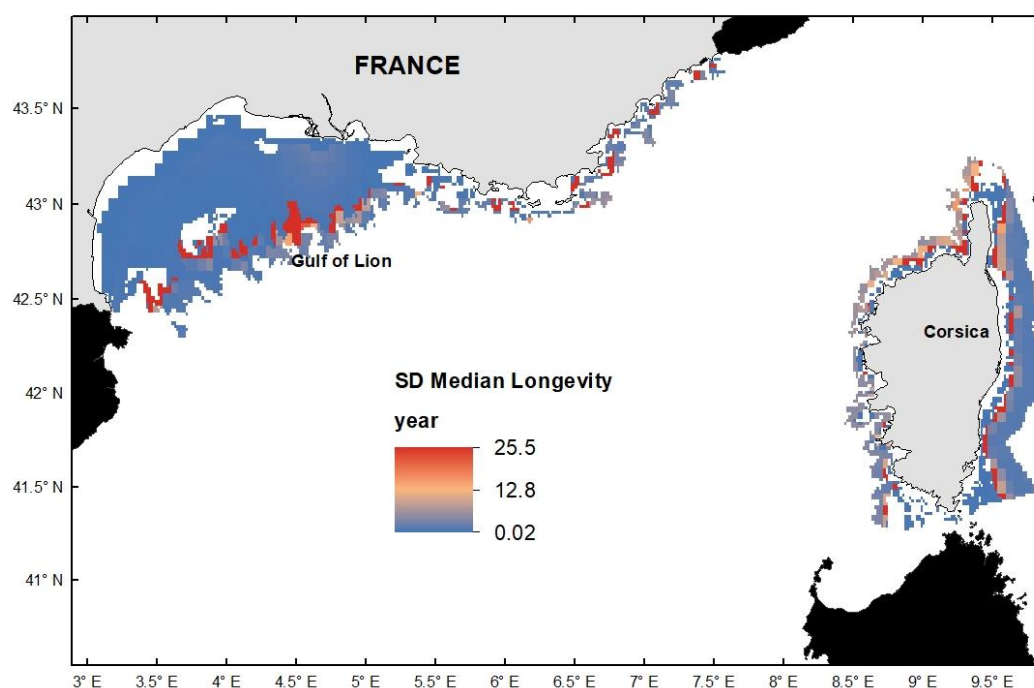 FRANCE
43.5° N
43° N
Gulf of Lion
42.5° N
Corsica
SD Median Longevity
42° N
year
25.5
12.8
41.5° N
0.02
41° N
3° E 3.5° E 4° E 4.5° E 5° E 5.5° E 6° E 6.5° E 7° E 7.5° E 8° E 8.5° E 9° E 9.5° E